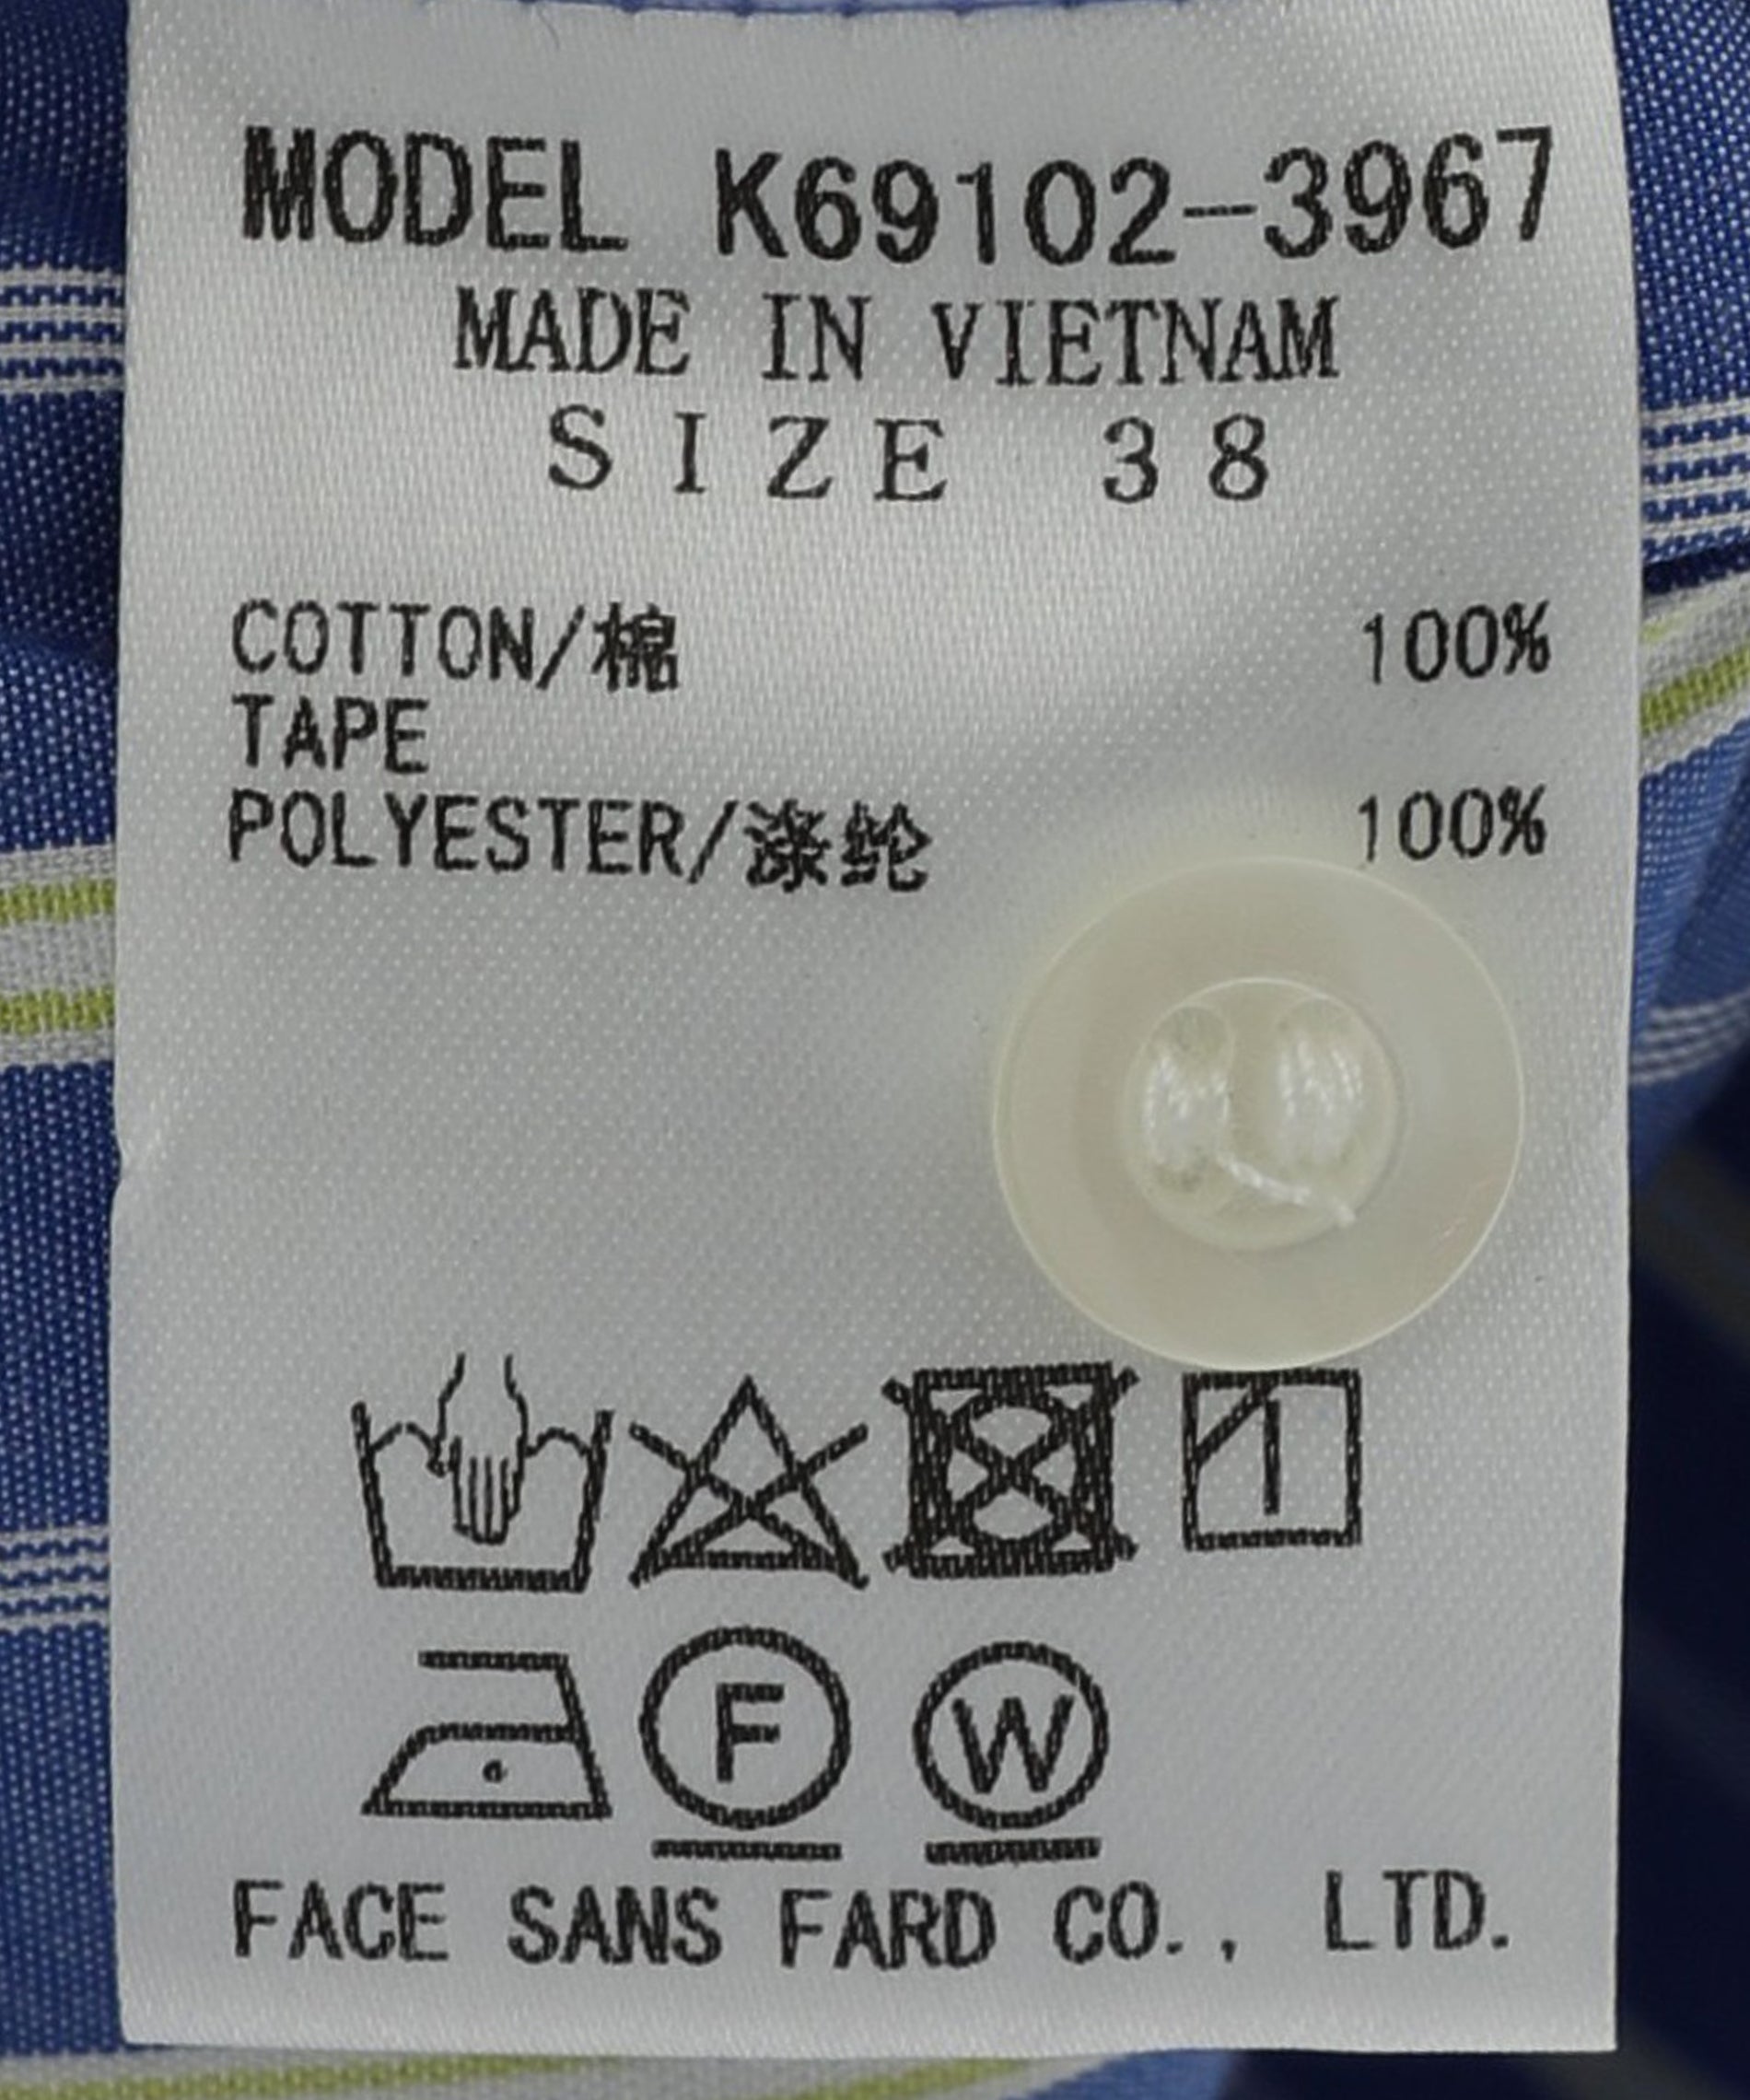 MODEL K69102-3967
MADE IN VIETNAM
SIZE 38
COTTON/棉 100%
TAPE
POLYESTER/涤纶 100%
F W
FACE SANS FARD CO., LTD.